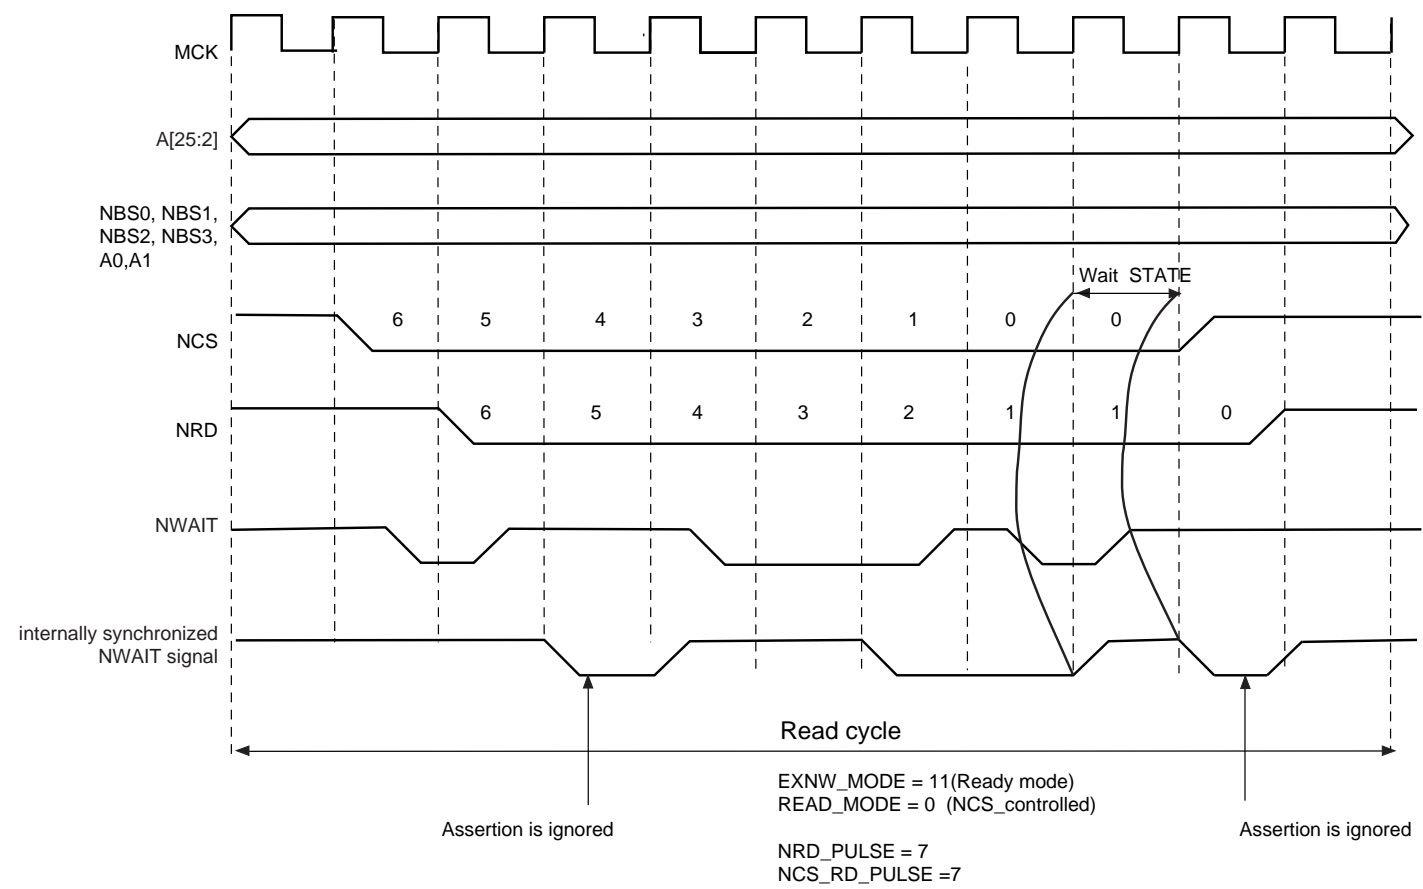 MCK
A[25:2]
NBS0, NBS1,
NBS2, NBS3,
A0,A1
Wait STATE
NCS
6 5 4 3 2 1 0 0
NRD
6 5 4 3 2 1 1 0
NWAIT
internally synchronized
NWAIT signal
Read cycle
EXNW_MODE = 11(Ready mode)
READ_MODE = 0 (NCS_controlled)
Assertion is ignored
Assertion is ignored
NRD_PULSE = 7
NCS_RD_PULSE =7